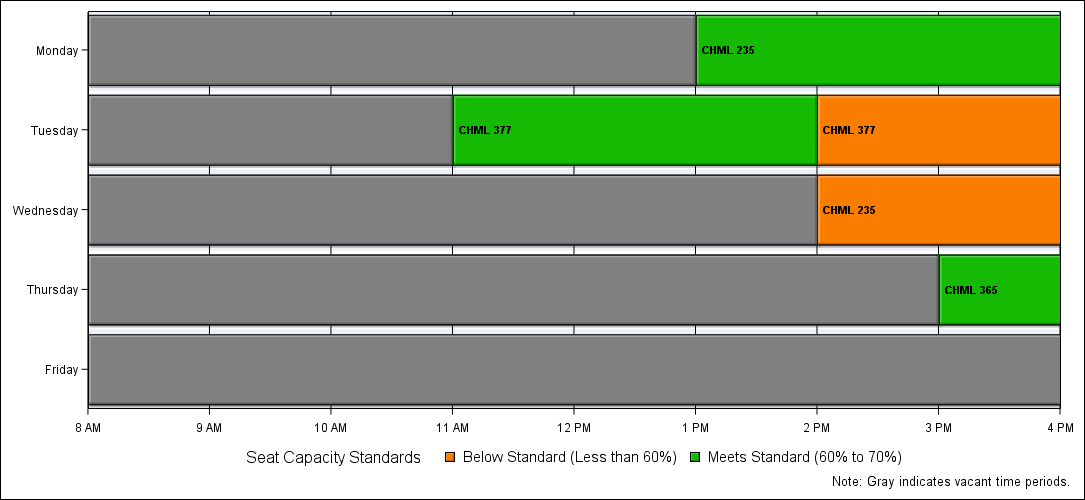 Monday
CHML 235
Tuesday
CHML 377
CHML 377
Wednesday
CHML 235
Thursday
CHML 365
Friday
8 AM 9 AM 10 AM 11 AM 12 PM 1 PM 2 PM 3 PM 4 PM
Seat Capacity Standards Below Standard (Less than 60%) Meets Standard (60% to 70%)
Note: Gray indicates vacant time periods.